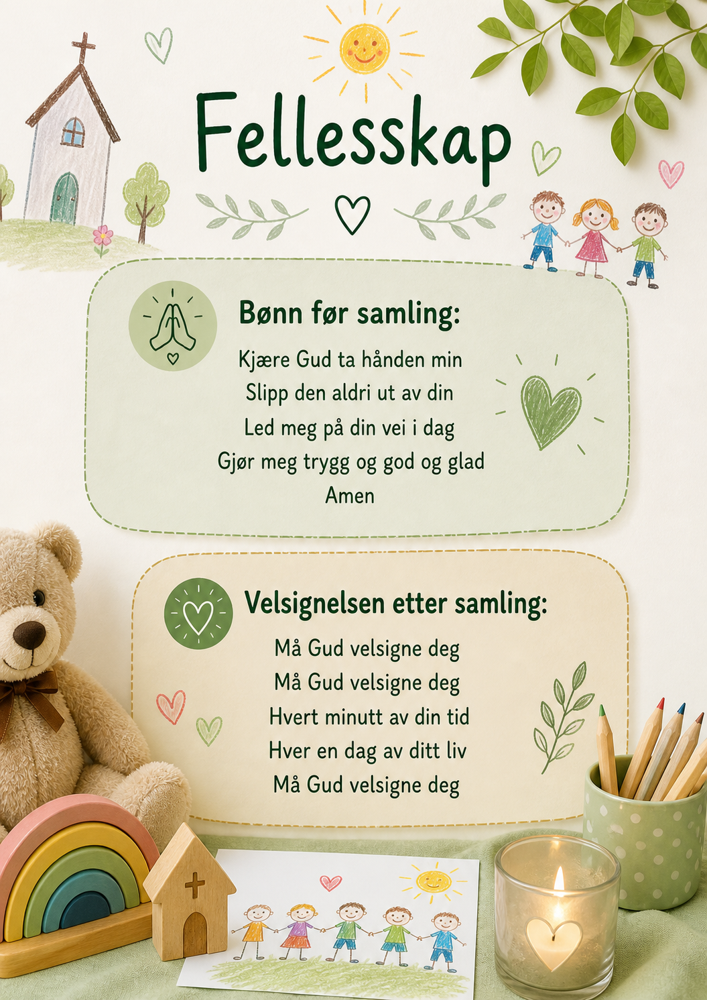 Fellesskap
Bønn før samling:
Kjære Gud ta hånden min
Slipp den aldri ut av din
Led meg på din vei i dag
Gjør meg trygg og god og glad
Amen
Velsignelsen etter samling:
Må Gud velsigne deg
Må Gud velsigne deg
Hvert minutt av din tid
Hver en dag av ditt liv
Må Gud velsigne deg